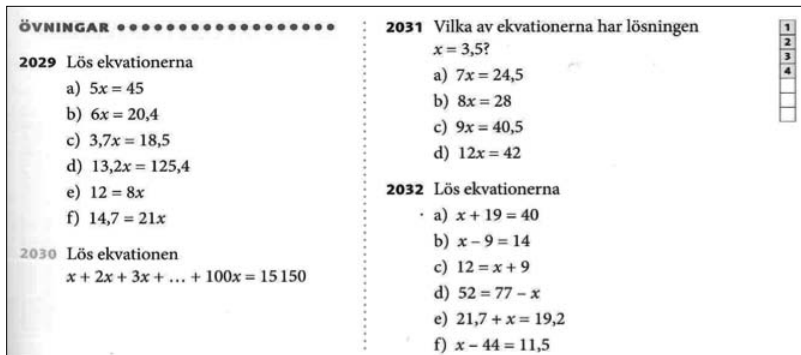 ÖVNINGAR
2029 Lös ekvationerna
a) 5x = 45
b) 6x = 20,4
c) 3,7x = 18,5
d) 13,2x = 125,4
e) 12 = 8x
f) 14,7 = 21x
2030 Lös ekvationen
x + 2x + 3x + … + 100x = 15 150
2031 Vilka av ekvationerna har lösningen
x = 3,5?
a) 7x = 24,5
b) 8x = 28
c) 9x = 40,5
d) 12x = 42
2032 Lös ekvationerna
a) x + 19 = 40
b) x − 9 = 14
c) 12 = x + 9
d) 52 = 77 − x
e) 21,7 + x = 19,2
f) x − 44 = 11,5
1
2
3
4